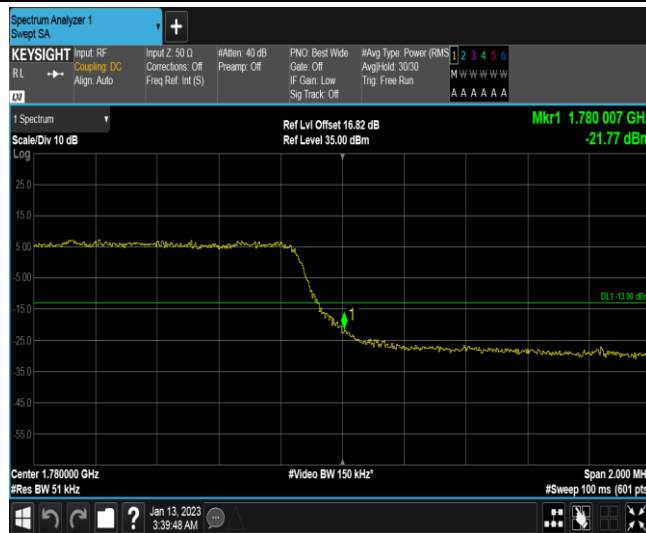 Spectrum Analyzer 1
Swept SA
+
KEYSIGHT
RL
LXI
Input: RF
Coupling: DC
Align: Auto
Input Z: 50 Ω
Corrections: Off
Freq Ref: Int (S)
#Atten: 40 dB
Preamp: Off
PNO: Best Wide
Gate: Off
IF Gain: Low
Sig Track: Off
#Avg Type: Power (RMS
Avg|Hold: 30/30
Trig: Free Run
1 2 3 4 5 6
M W W W W W
A A A A A A
1 Spectrum
Scale/Div 10 dB
Log
Ref Lvl Offset 16.82 dB
Ref Level 35.00 dBm
Mkr1 1.780 007 GHz
-21.77 dBm
25.0
15.0
5.00
-5.00
-15.0
-25.0
-35.0
-45.0
-55.0
DL1 -13.00 dBm
1
Center 1.780000 GHz
#Res BW 51 kHz
#Video BW 150 kHz*
Span 2.000 MH
#Sweep 100 ms (601 pts
?
Jan 13, 2023
3:39:48 AM